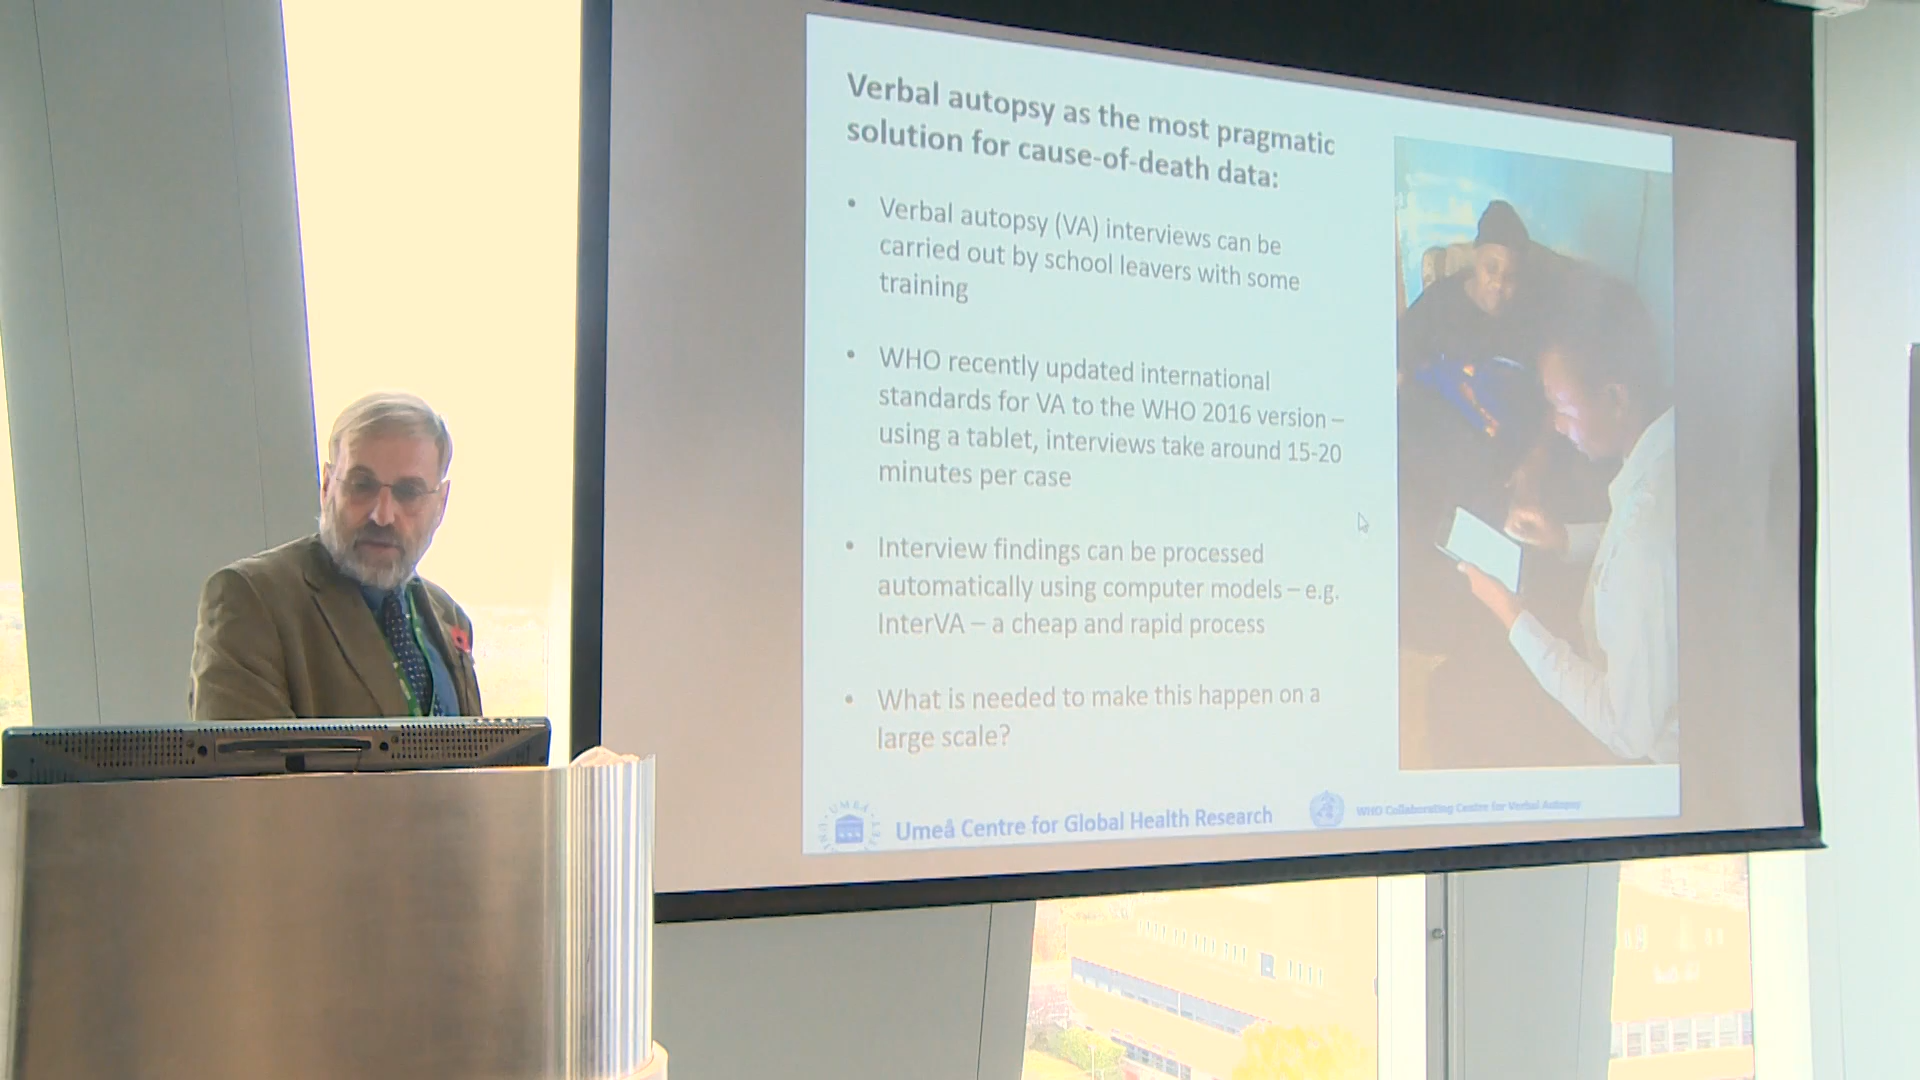 Verbal autopsy as the most pragmatic
solution for cause-of-death data:
• Verbal autopsy (VA) interviews can be
carried out by school leavers with some
training
• WHO recently updated international
standards for VA to the WHO 2016 version –
using a tablet, interviews take around 15-20
minutes per case
• Interview findings can be processed
automatically using computer models – e.g.
InterVA – a cheap and rapid process
• What is needed to make this happen on a
large scale?
UMEÅ
Umeå Centre for Global Health Research
WHO Collaborating Centre for Verbal Autopsy